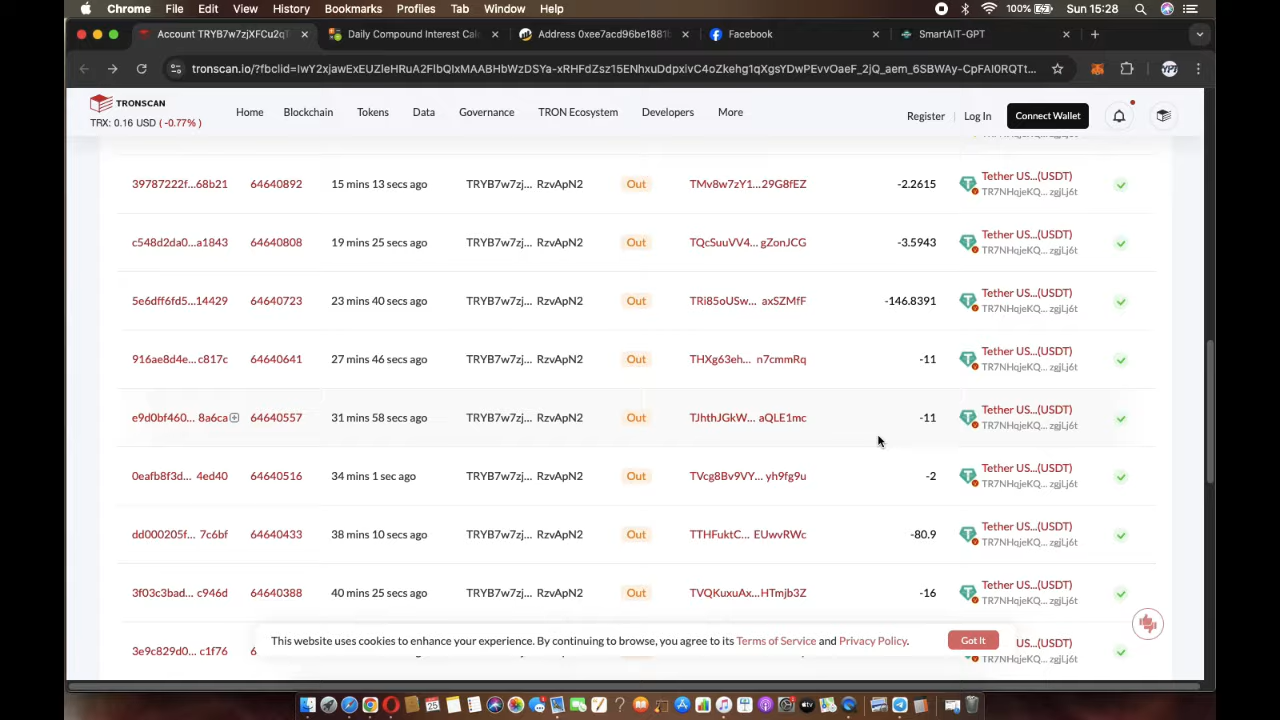 Chrome File Edit View History Bookmarks Profiles Tab Window Help 100% Sun 15:28
Account TRYB7w7zjXFCu2qT Daily Compound Interest Calc Address 0xee7acd96be1881b Facebook SmartAIT-GPT
TRONSCAN
TRX: 0.16 USD ( -0.77% )
Home Blockchain Tokens Data Governance TRON Ecosystem Developers More Register Log In Connect Wallet
39787222f...68b21 64640892 15 mins 13 secs ago TRYB7w7zj... RzvApN2 Out TMv8w7zY1...29G8fEZ -2.2615 Tether US...(USDT)
TR7NHqjeKQ... zgjLj6t
c548d2da0...a1843 64640808 19 mins 25 secs ago TRYB7w7zj... RzvApN2 Out TQcSuuVV4... gZonJCG -3.5943 Tether US...(USDT)
TR7NHqjeKQ... zgjLj6t
5e6dff6fd5...14429 64640723 23 mins 40 secs ago TRYB7w7zj... RzvApN2 Out TRi85oUSw... axSZMfF -146.8391 Tether US...(USDT)
TR7NHqjeKQ... zgjLj6t
916ae8d4e...c817c 64640641 27 mins 46 secs ago TRYB7w7zj... RzvApN2 Out THXg63eh... n7cmmRq -11 Tether US...(USDT)
TR7NHqjeKQ... zgjLj6t
e9d0bf460... 8a6ca 64640557 31 mins 58 secs ago TRYB7w7zj... RzvApN2 Out TJhthJGkW... aQLE1mc -11 Tether US...(USDT)
TR7NHqjeKQ... zgjLj6t
0eafb8f3d... 4ed40 64640516 34 mins 1 sec ago TRYB7w7zj... RzvApN2 Out TVcg8Bv9VY... yh9fg9u -2 Tether US...(USDT)
TR7NHqjeKQ... zgjLj6t
dd000205f... 7c6bf 64640433 38 mins 10 secs ago TRYB7w7zj... RzvApN2 Out TTHFuktC... EUwvRWc -80.9 Tether US...(USDT)
TR7NHqjeKQ... zgjLj6t
3f03c3bad... c946d 64640388 40 mins 25 secs ago TRYB7w7zj... RzvApN2 Out TVQKuxuAx...HTmjb3Z -16 Tether US...(USDT)
TR7NHqjeKQ... zgjLj6t
This website uses cookies to enhance your experience. By continuing to browse, you agree to its Terms of Service and Privacy Policy. Got It
3e9c829d0... c1f76 6 US...(USDT)
TR7NHqjeKQ... zgjLj6t